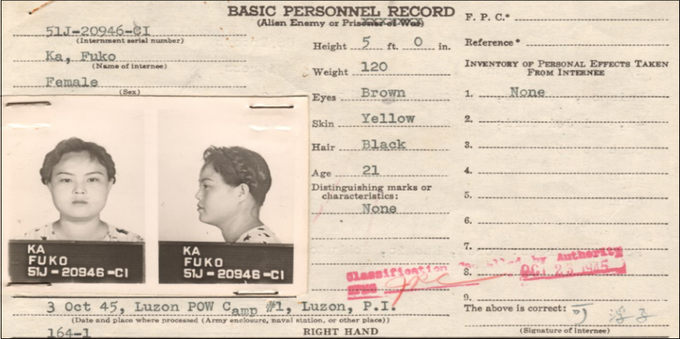 51J-20946-CI
(Internment serial number)
Ka, Fuko
(Name of internee)
Female
(Sex)
KA
FUKO
51J-20946-CI
KA
FUKO
51J-20946-CI
BASIC PERSONNEL RECORD
(Alien Enemy or Prisoner of War)
Height 5 ft. 0 in.
Weight 120
Eyes Brown
Skin Yellow
Hair Black
Age 21
Distinguishing marks or
characteristics:
None
F. P. C.*
Reference*
INVENTORY OF PERSONAL EFFECTS TAKEN
FROM INTERNEE
1. None
2.
3.
4.
5.
6.
7.
8.
9.
Classification by Authority
The above is correct: 可 浮子
(Signature of internee)
3 Oct 45, Luzon POW Camp #1, Luzon, P.I.
(Date and place where processed (Army enclosure, naval station, or other place))
164-1
RIGHT HAND